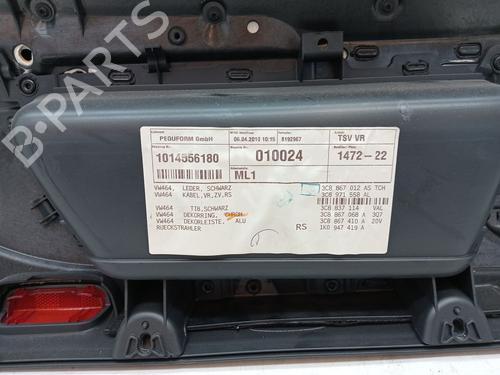 PEGUFORM GmbH 06.04.2010 10:15 8192967 TSV VR
1014556180 010024 1472-22
ML1
VW464 LEDER, SCHWARZ 3C8 867 012 AS TCH
VW464 KABEL,VR,ZV,RS 3C8 971 558 AL
VW464 TIB,SCHWARZ 3C8 837 114 VAL
VW464 DEKORRING, 3C8 867 068 A 3Q7
VW464 DEKORLEISTE, ALU 3C8 867 410 A 20V
RUECKSTRAHLER RS 1K0 947 419 A
B-Parts